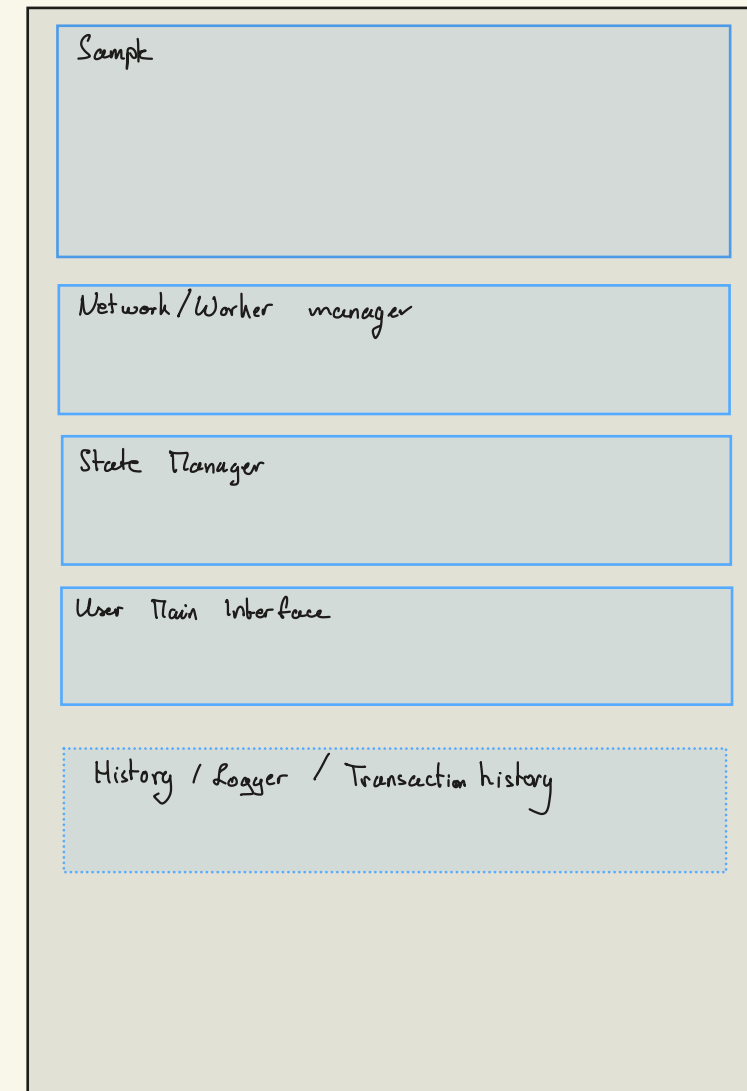 Sample
Network/Worker manager
State Manager
User Main Interface
History / Logger / Transaction history